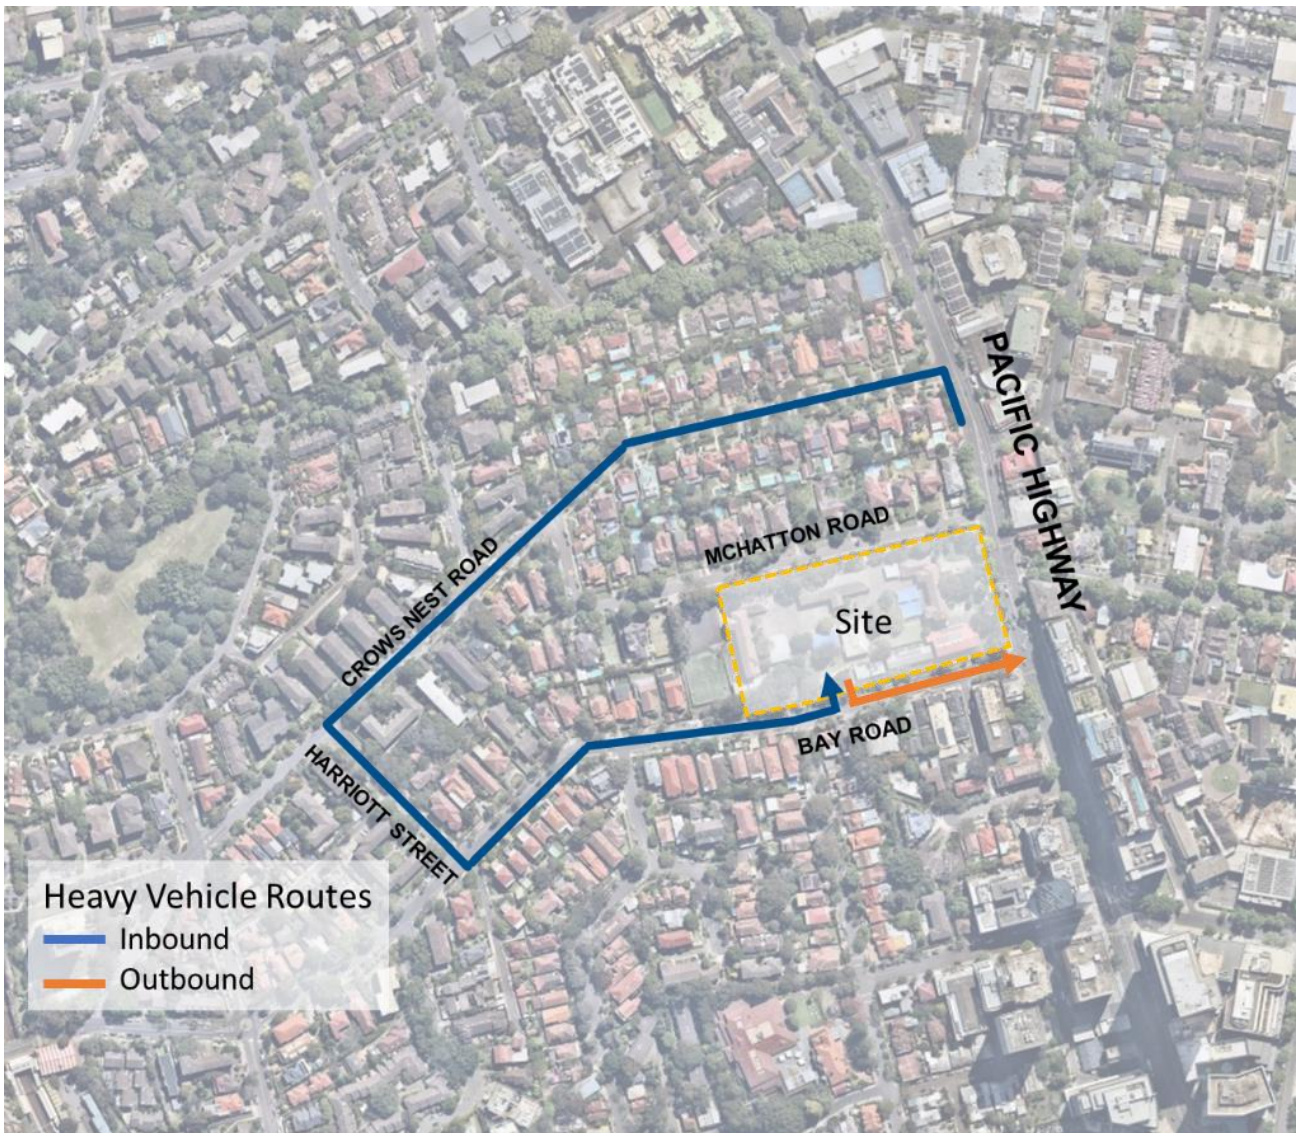 PACIFIC HIGHWAY
MCHATTON ROAD
CROWS NEST ROAD
Site
BAY ROAD
HARRIOTT STREET
Heavy Vehicle Routes
Inbound
Outbound